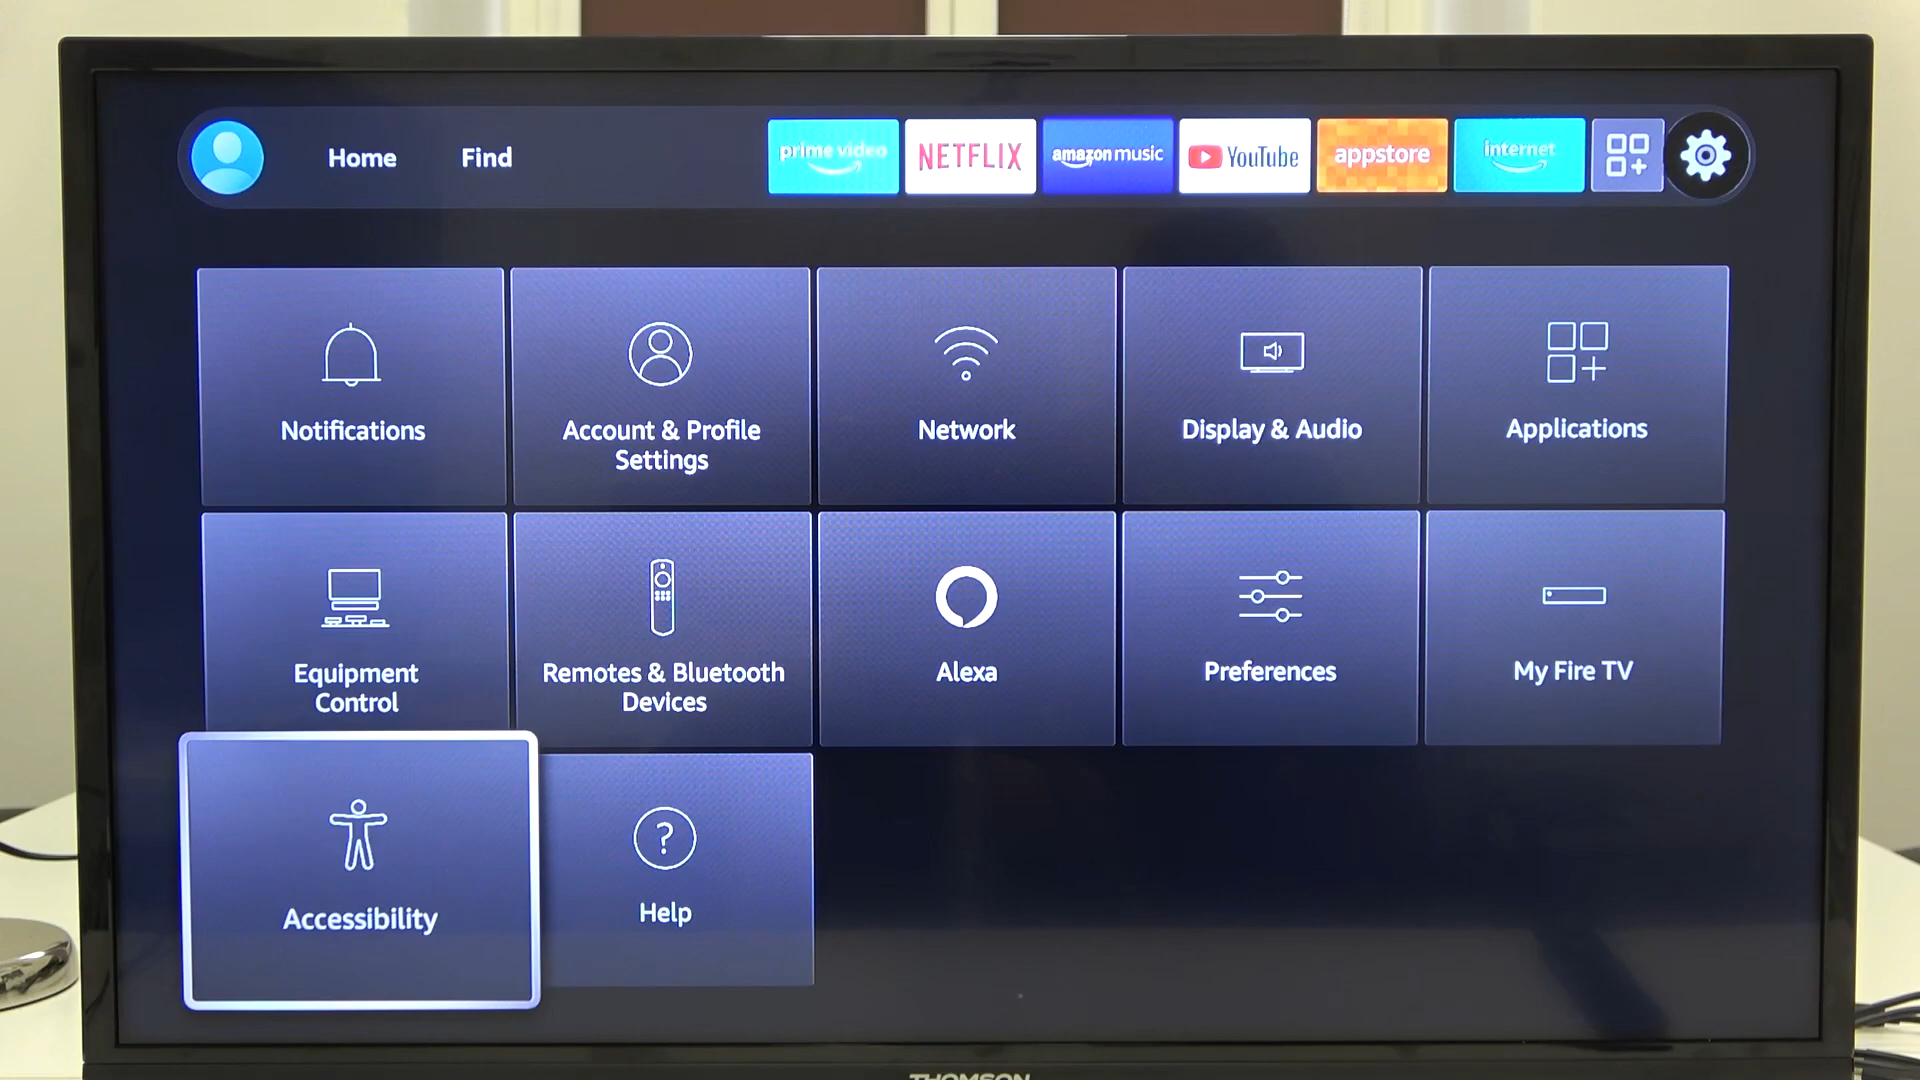 Home Find prime video NETFLIX amazon music YouTube appstore internet
Notifications
Account & Profile
Settings
Network
Display & Audio
Applications
Equipment
Control
Remotes & Bluetooth
Devices
Alexa
Preferences
My Fire TV
Accessibility
? Help
THOMSON